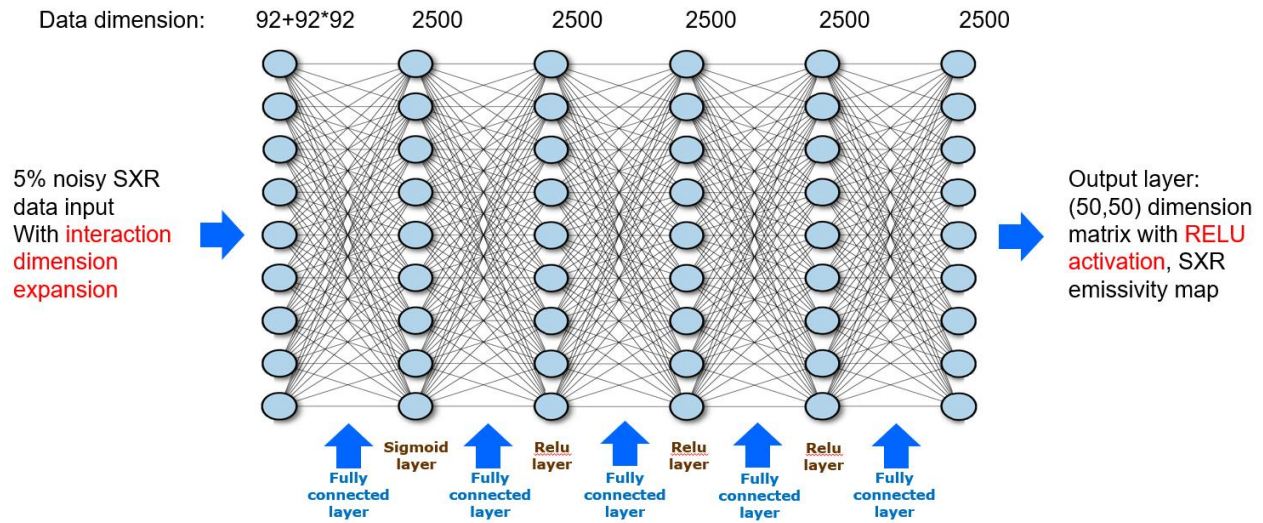 Data dimension: 92+92*92 2500 2500 2500 2500 2500
5% noisy SXR
data input
With interaction
dimension
expansion
Output layer:
(50,50) dimension
matrix with RELU
activation, SXR
emissivity map
Sigmoid
layer
Relu
layer
Relu
layer
Relu
layer
Fully
connected
layer
Fully
connected
layer
Fully
connected
layer
Fully
connected
layer
Fully
connected
layer